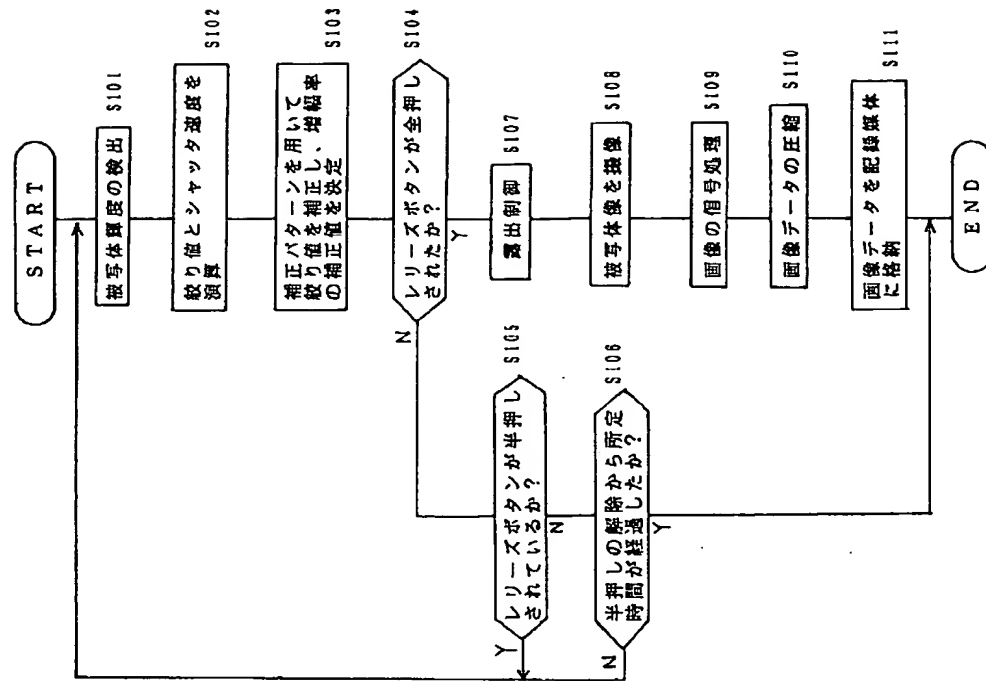 START
被写体輝度の検出
S101
絞り値とシャッタ速度を
演算
S102
補正パターンを用いて
絞り値を補正し、増幅率
の補正値を決定
S103
レリーズボタンが全押し
されたか?
S104
N
Y
レリーズボタンが半押し
されているか?
S105
Y
N
半押しの解除から所定
時間が経過したか?
S106
N
Y
露出制御
S107
被写体像を撮像
S108
画像の信号処理
S109
画像データの圧縮
S110
画像データを記録媒体
に格納
S111
END